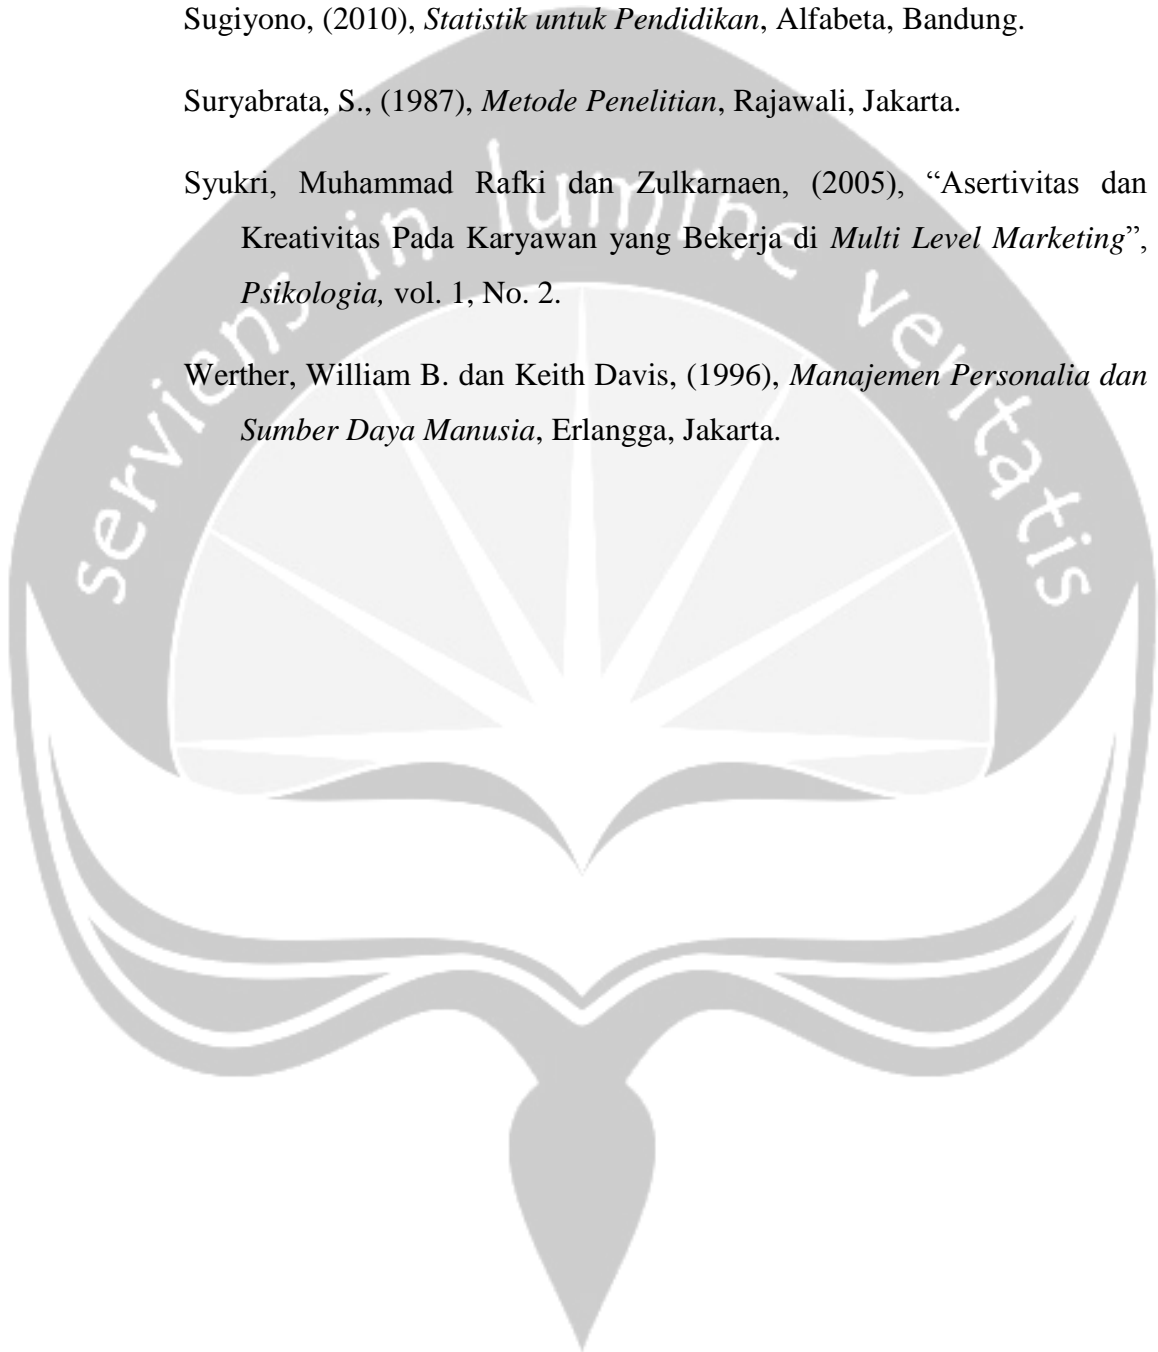 Sugiyono, (2010), Statistik untuk Pendidikan, Alfabeta, Bandung.
Suryabrata, S., (1987), Metode Penelitian, Rajawali, Jakarta.
Syukri, Muhammad Rafki dan Zulkarnaen, (2005), “Asertivitas dan
Kreativitas Pada Karyawan yang Bekerja di Multi Level Marketing”,
Psikologia, vol. 1, No. 2.
Werther, William B. dan Keith Davis, (1996), Manajemen Personalia dan
Sumber Daya Manusia, Erlangga, Jakarta.
serviens in lumine veritatis